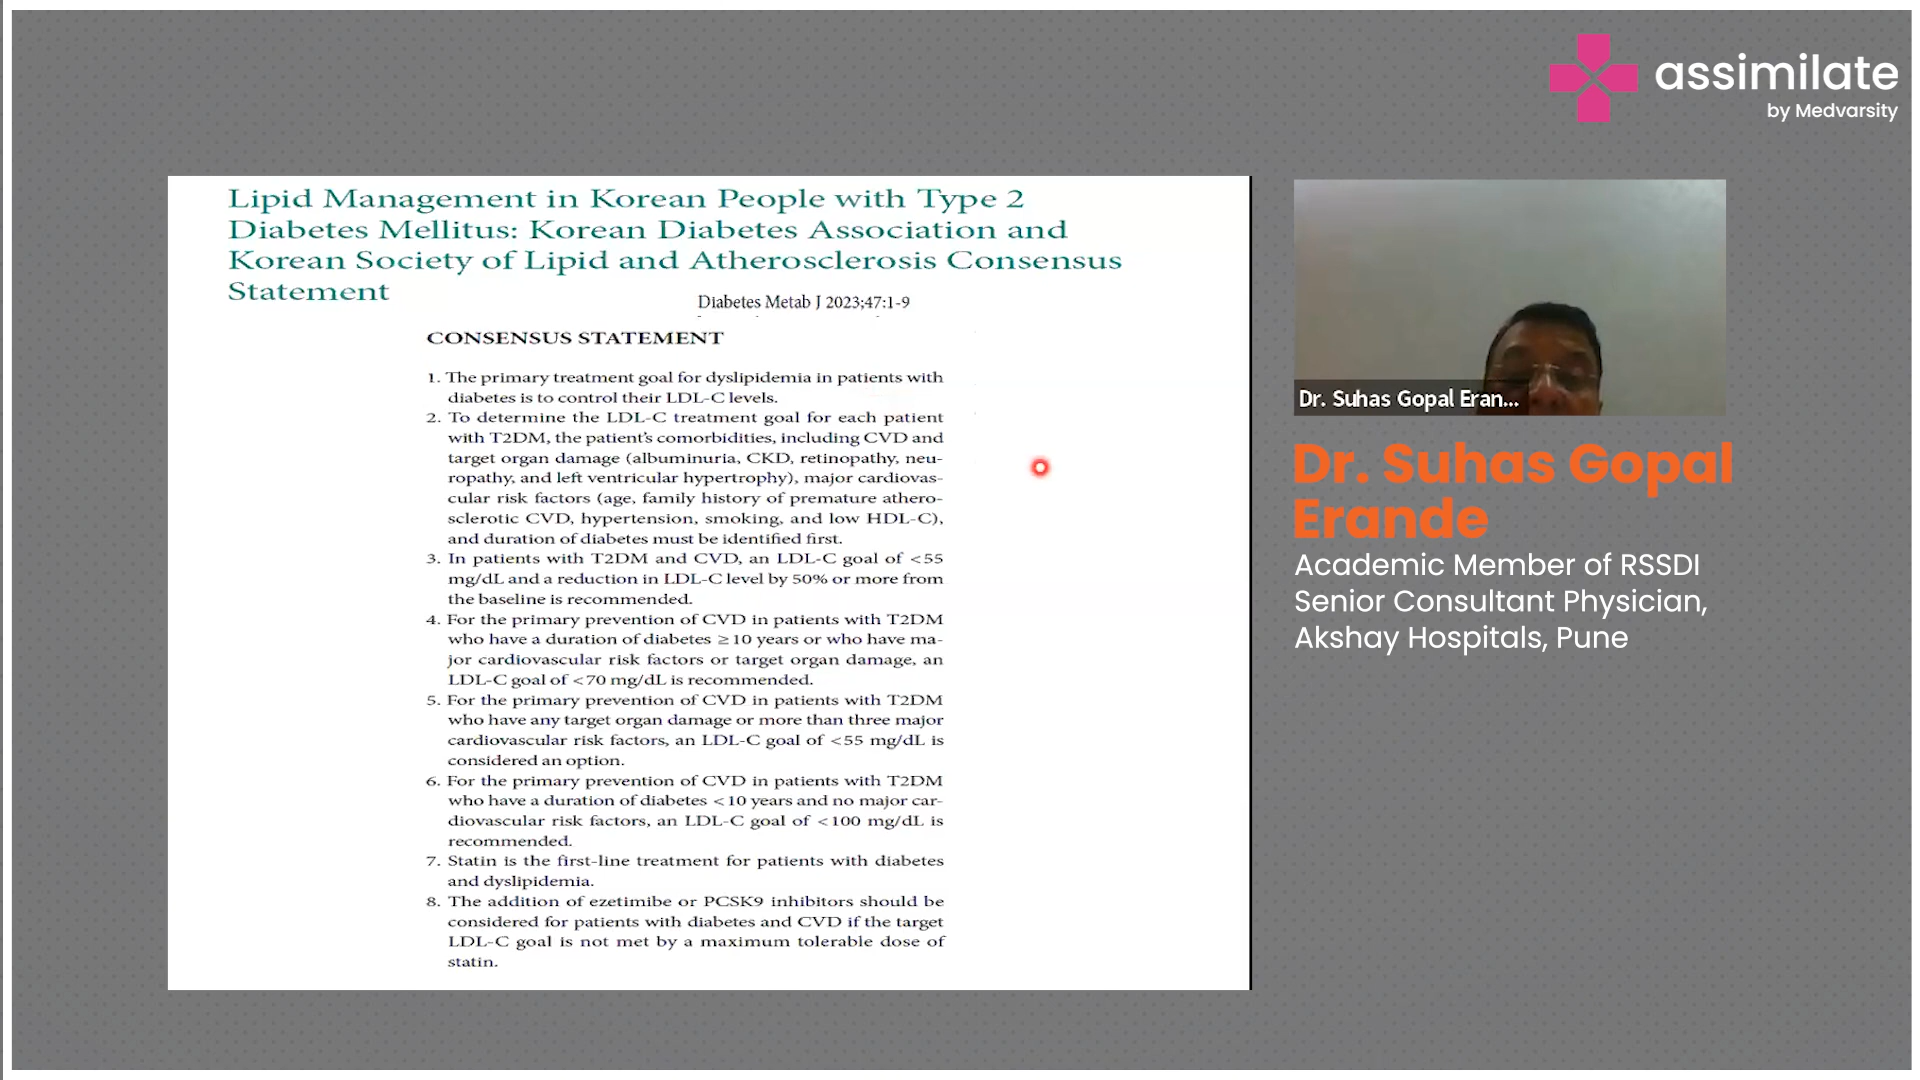 assimilate
by Medvarsity
Lipid Management in Korean People with Type 2
Diabetes Mellitus: Korean Diabetes Association and
Korean Society of Lipid and Atherosclerosis Consensus
Statement
Diabetes Metab J 2023;47:1-9
CONSENSUS STATEMENT
1. The primary treatment goal for dyslipidemia in patients with
diabetes is to control their LDL-C levels.
2. To determine the LDL-C treatment goal for each patient
with T2DM, the patient's comorbidities, including CVD and
target organ damage (albuminuria, CKD, retinopathy, neu-
ropathy, and left ventricular hypertrophy), major cardiovas-
cular risk factors (age, family history of premature athero-
sclerotic CVD, hypertension, smoking, and low HDL-C),
and duration of diabetes must be identified first.
3. In patients with T2DM and CVD, an LDL-C goal of <55
mg/dL and a reduction in LDL-C level by 50% or more from
the baseline is recommended.
4. For the primary prevention of CVD in patients with T2DM
who have a duration of diabetes ≥10 years or who have ma-
jor cardiovascular risk factors or target organ damage, an
LDL-C goal of <70 mg/dL is recommended.
5. For the primary prevention of CVD in patients with T2DM
who have any target organ damage or more than three major
cardiovascular risk factors, an LDL-C goal of <55 mg/dL is
considered an option.
6. For the primary prevention of CVD in patients with T2DM
who have a duration of diabetes <10 years and no major car-
diovascular risk factors, an LDL-C goal of <100 mg/dL is
recommended.
7. Statin is the first-line treatment for patients with diabetes
and dyslipidemia.
8. The addition of ezetimibe or PCSK9 inhibitors should be
considered for patients with diabetes and CVD if the target
LDL-C goal is not met by a maximum tolerable dose of
statin.
Dr. Suhas Gopal Eran...
Dr. Suhas Gopal
Erande
Academic Member of RSSDI
Senior Consultant Physician,
Akshay Hospitals, Pune